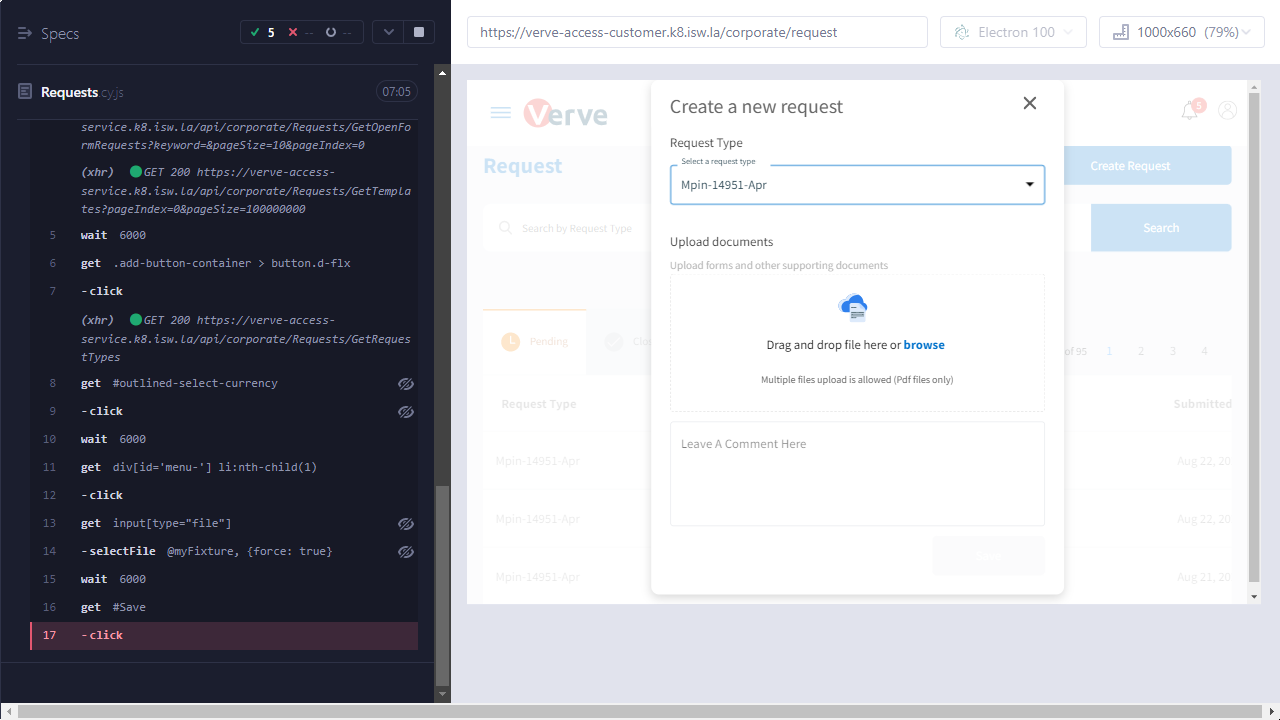 Specs
5
--
--
https://verve-access-customer.k8.isw.la/corporate/request
Electron 100
1000x660 (79%)
Requests.cy.js
07:05
service.k8.isw.la/api/corporate/Requests/GetOpenFo
rmRequests?keyword=&pageSize=10&pageIndex=0
(xhr) GET 200 https://verve-access-
service.k8.isw.la/api/corporate/Requests/GetTempla
tes?pageIndex=0&pageSize=100000000
5 wait 6000
6 get .add-button-container > button.d-flx
7 -click
(xhr) GET 200 https://verve-access-
service.k8.isw.la/api/corporate/Requests/GetReques
tTypes
8 get #outlined-select-currency
9 -click
10 wait 6000
11 get div[id='menu-'] li:nth-child(1)
12 -click
13 get input[type="file"]
14 -selectFile @myFixture, {force: true}
15 wait 6000
16 get #Save
17 -click
Verve
5
Request
Create Request
Search by Request Type
Search
Pending
Clos
of 95 1 2 3 4
Request Type
Submitted
Mpin-14951-Apr
Aug 22, 20
Mpin-14951-Apr
Aug 22, 20
Mpin-14951-Apr
Aug 21, 20
Create a new request
Request Type
Select a request type
Mpin-14951-Apr
Upload documents
Upload forms and other supporting documents
Drag and drop file here or browse
Multiple files upload is allowed (Pdf files only)
Leave A Comment Here